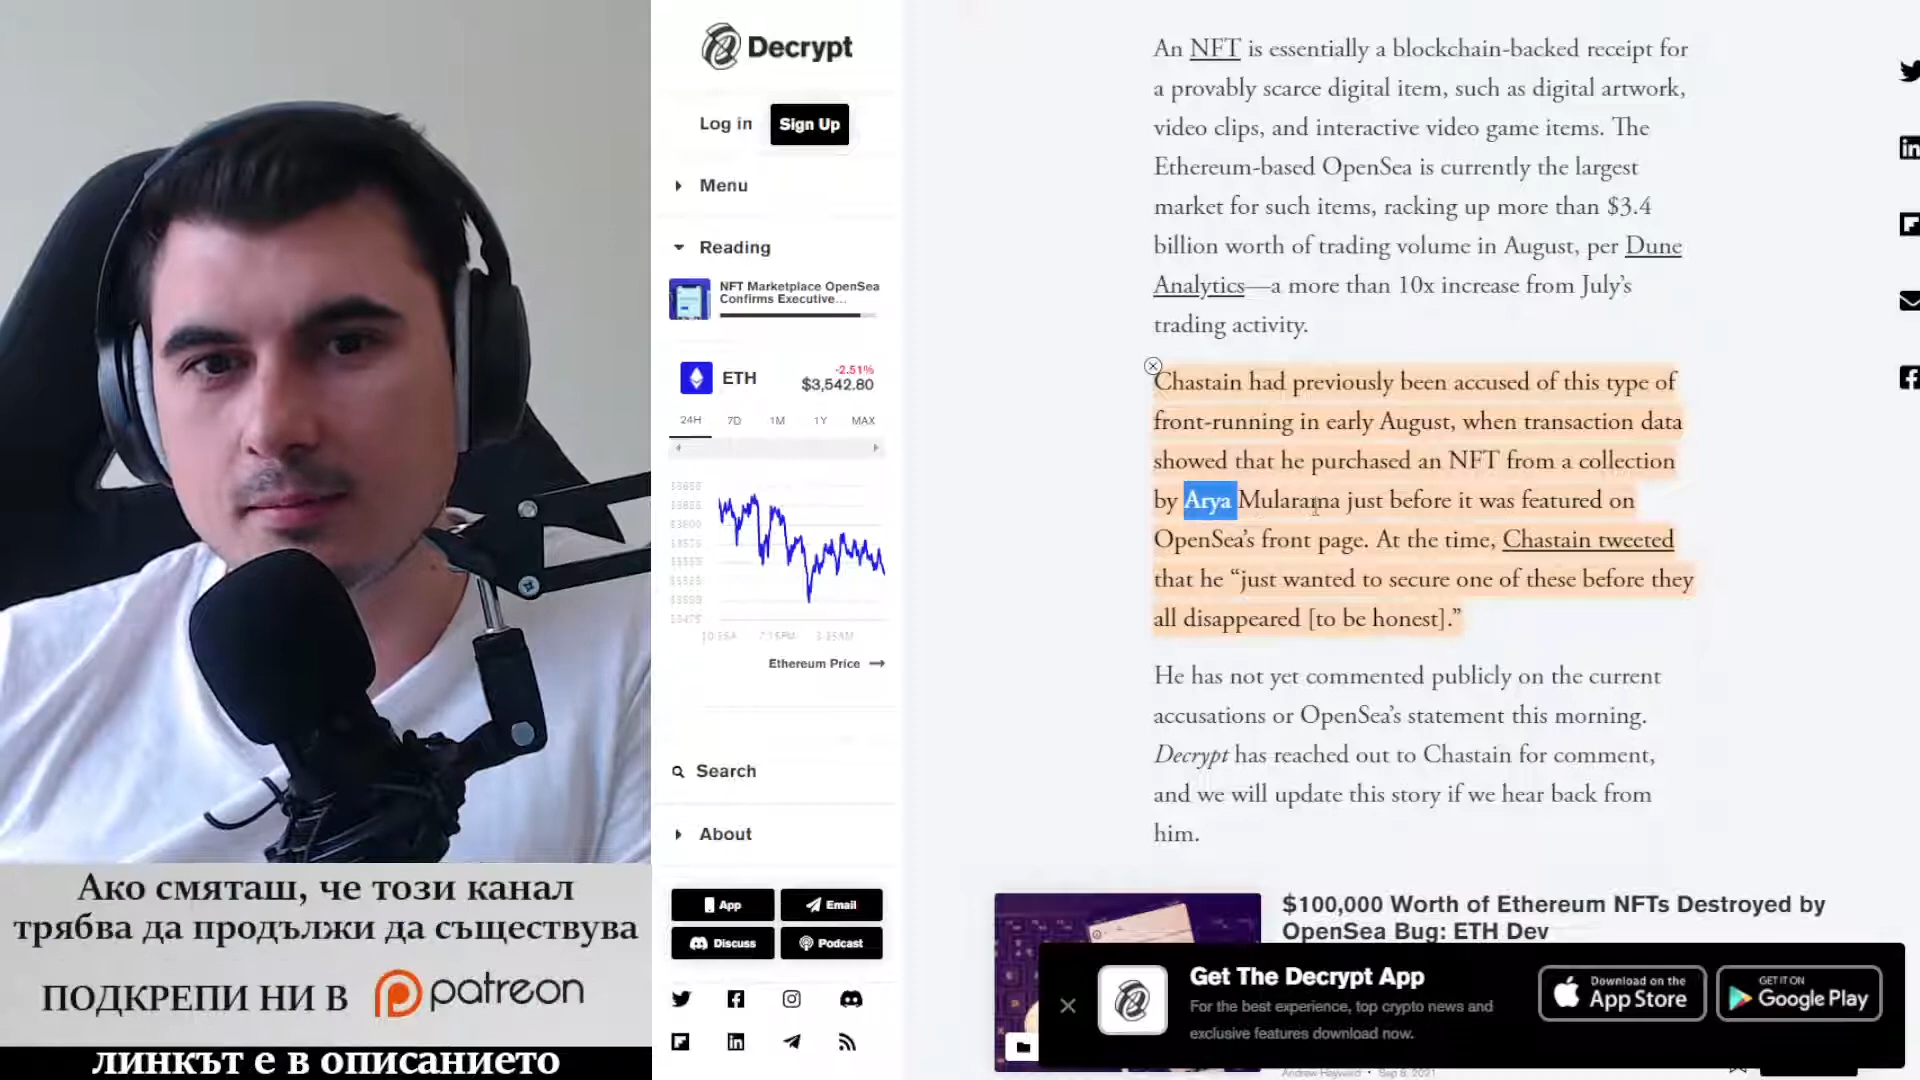 Decrypt
Log in
Sign Up
Menu
Reading
NFT Marketplace OpenSea
Confirms Executive...
ETH
-2.51%
$3,542.80
24H 7D 1M 1Y MAX
Ethereum Price
Search
About
App
Email
Discuss
Podcast
An NFT is essentially a blockchain-backed receipt for
a provably scarce digital item, such as digital artwork,
video clips, and interactive video game items. The
Ethereum-based OpenSea is currently the largest
market for such items, racking up more than $3.4
billion worth of trading volume in August, per Dune
Analytics—a more than 10x increase from July’s
trading activity.
Chastain had previously been accused of this type of
front-running in early August, when transaction data
showed that he purchased an NFT from a collection
by Arya Mularama just before it was featured on
OpenSea’s front page. At the time, Chastain tweeted
that he “just wanted to secure one of these before they
all disappeared [to be honest].”
He has not yet commented publicly on the current
accusations or OpenSea’s statement this morning.
Decrypt has reached out to Chastain for comment,
and we will update this story if we hear back from
him.
$100,000 Worth of Ethereum NFTs Destroyed by
OpenSea Bug: ETH Dev
Get The Decrypt App
For the best experience, top crypto news and
exclusive features download now.
Download on the
App Store
GET IT ON
Google Play
Ако смяташ, че този канал
трябва да продължи да съществува
ПОДКРЕПИ НИ В patreon
линкът е в описанието